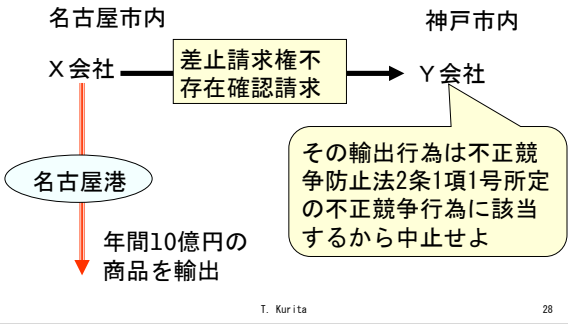 名古屋市内
神戸市内
X会社
差止請求権不
存在確認請求
Y会社
その輸出行為は不正競
争防止法2条1項1号所定
の不正競争行為に該当
するから中止せよ
名古屋港
年間10億円の
商品を輸出
T. Kurita
28